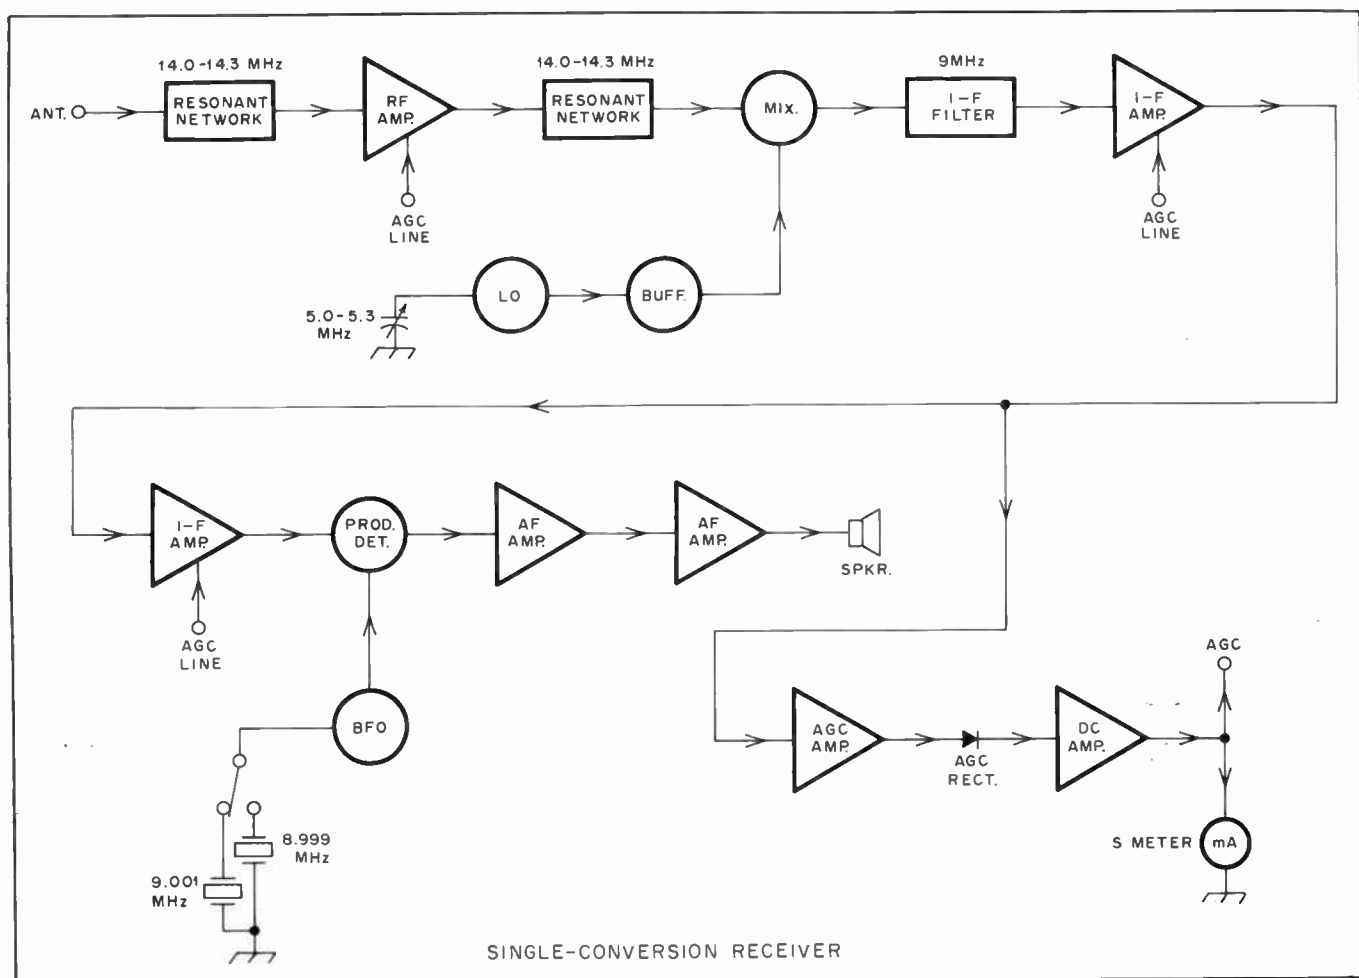 14.0-14.3 MHz
14.0-14.3 MHz
9MHz
ANT.
RESONANT
NETWORK
RF
AMP.
RESONANT
NETWORK
MIX.
I-F
FILTER
I-F
AMP.
AGC
LINE
AGC
LINE
5.0-5.3
MHz
LO
BUFF.
I-F
AMP.
PROD.
DET.
AF
AMP.
AF
AMP.
SPKR.
AGC
LINE
BFO
AGC
AGC
AMP.
AGC
RECT.
DC
AMP.
8.999
MHz
9.001
MHz
S METER
mA
SINGLE-CONVERSION RECEIVER